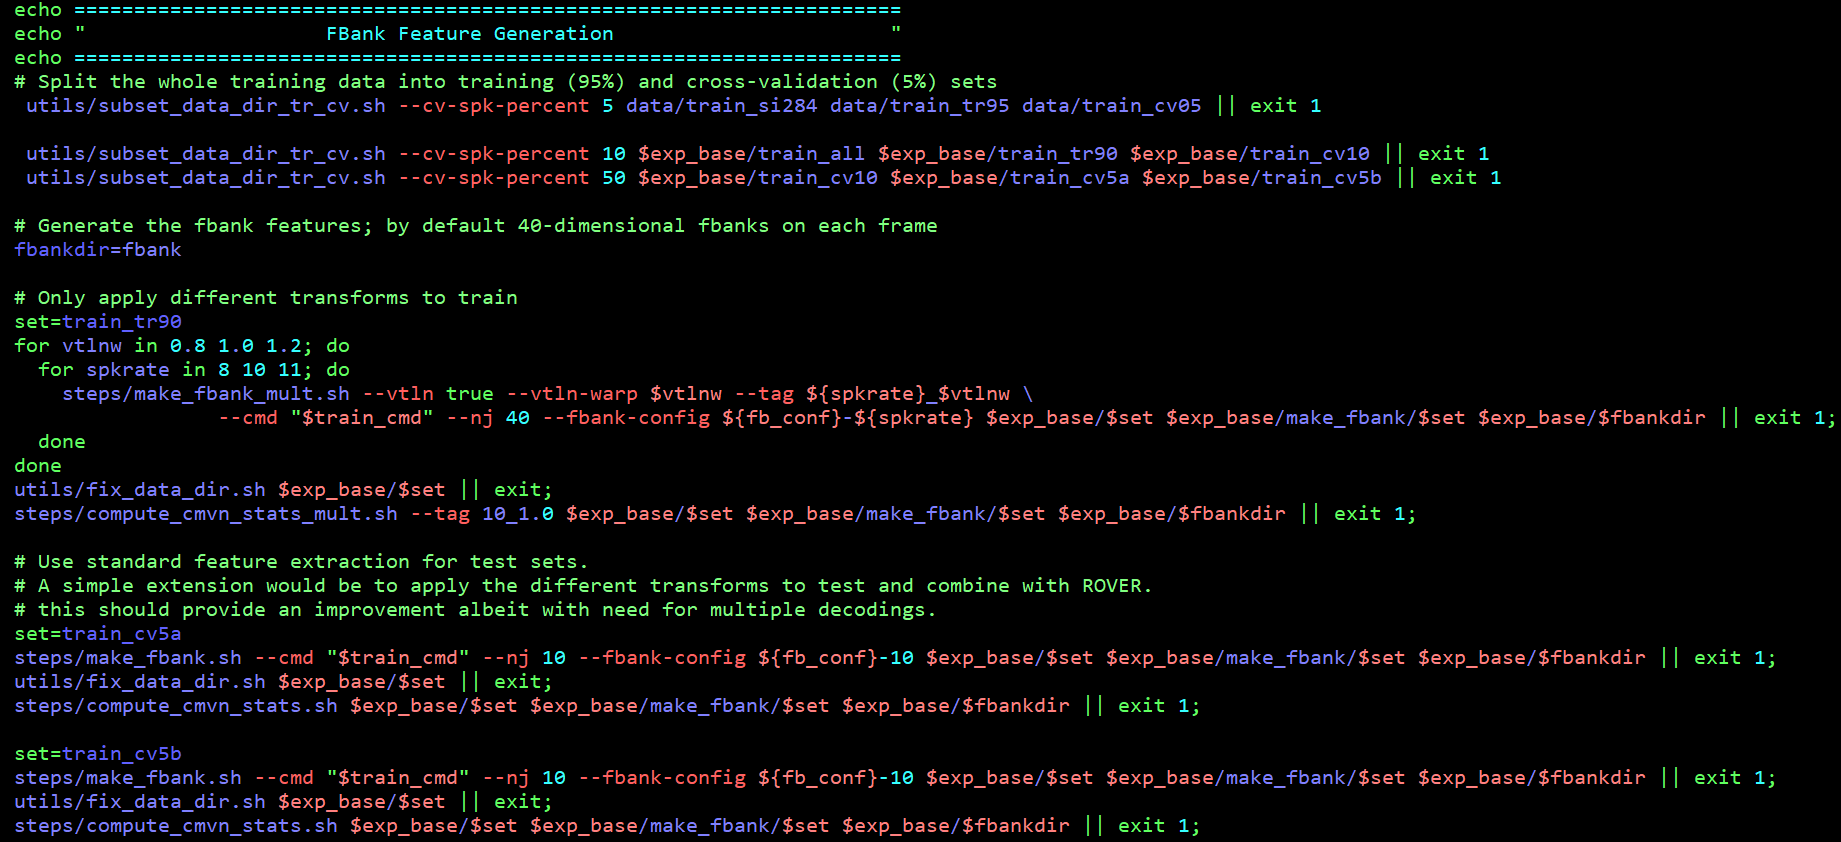 echo =====================================================================
echo "                    FBank Feature Generation                       "
echo =====================================================================
# Split the whole training data into training (95%) and cross-validation (5%) sets
 utils/subset_data_dir_tr_cv.sh --cv-spk-percent 5 data/train_si284 data/train_tr95 data/train_cv05 || exit 1

 utils/subset_data_dir_tr_cv.sh --cv-spk-percent 10 $exp_base/train_all $exp_base/train_tr90 $exp_base/train_cv10 || exit 1
 utils/subset_data_dir_tr_cv.sh --cv-spk-percent 50 $exp_base/train_cv10 $exp_base/train_cv5a $exp_base/train_cv5b || exit 1

# Generate the fbank features; by default 40-dimensional fbanks on each frame
fbankdir=fbank

# Only apply different transforms to train
set=train_tr90
for vtlnw in 0.8 1.0 1.2; do
  for spkrate in 8 10 11; do
    steps/make_fbank_mult.sh --vtln true --vtln-warp $vtlnw --tag ${spkrate}_$vtlnw \
                 --cmd "$train_cmd" --nj 40 --fbank-config ${fb_conf}-${spkrate} $exp_base/$set $exp_base/make_fbank/$set $exp_base/$fbankdir || exit 1;
  done
done
utils/fix_data_dir.sh $exp_base/$set || exit;
steps/compute_cmvn_stats_mult.sh --tag 10_1.0 $exp_base/$set $exp_base/make_fbank/$set $exp_base/$fbankdir || exit 1;

# Use standard feature extraction for test sets.
# A simple extension would be to apply the different transforms to test and combine with ROVER.
# this should provide an improvement albeit with need for multiple decodings.
set=train_cv5a
steps/make_fbank.sh --cmd "$train_cmd" --nj 10 --fbank-config ${fb_conf}-10 $exp_base/$set $exp_base/make_fbank/$set $exp_base/$fbankdir || exit 1;
utils/fix_data_dir.sh $exp_base/$set || exit;
steps/compute_cmvn_stats.sh $exp_base/$set $exp_base/make_fbank/$set $exp_base/$fbankdir || exit 1;

set=train_cv5b
steps/make_fbank.sh --cmd "$train_cmd" --nj 10 --fbank-config ${fb_conf}-10 $exp_base/$set $exp_base/make_fbank/$set $exp_base/$fbankdir || exit 1;
utils/fix_data_dir.sh $exp_base/$set || exit;
steps/compute_cmvn_stats.sh $exp_base/$set $exp_base/make_fbank/$set $exp_base/$fbankdir || exit 1;